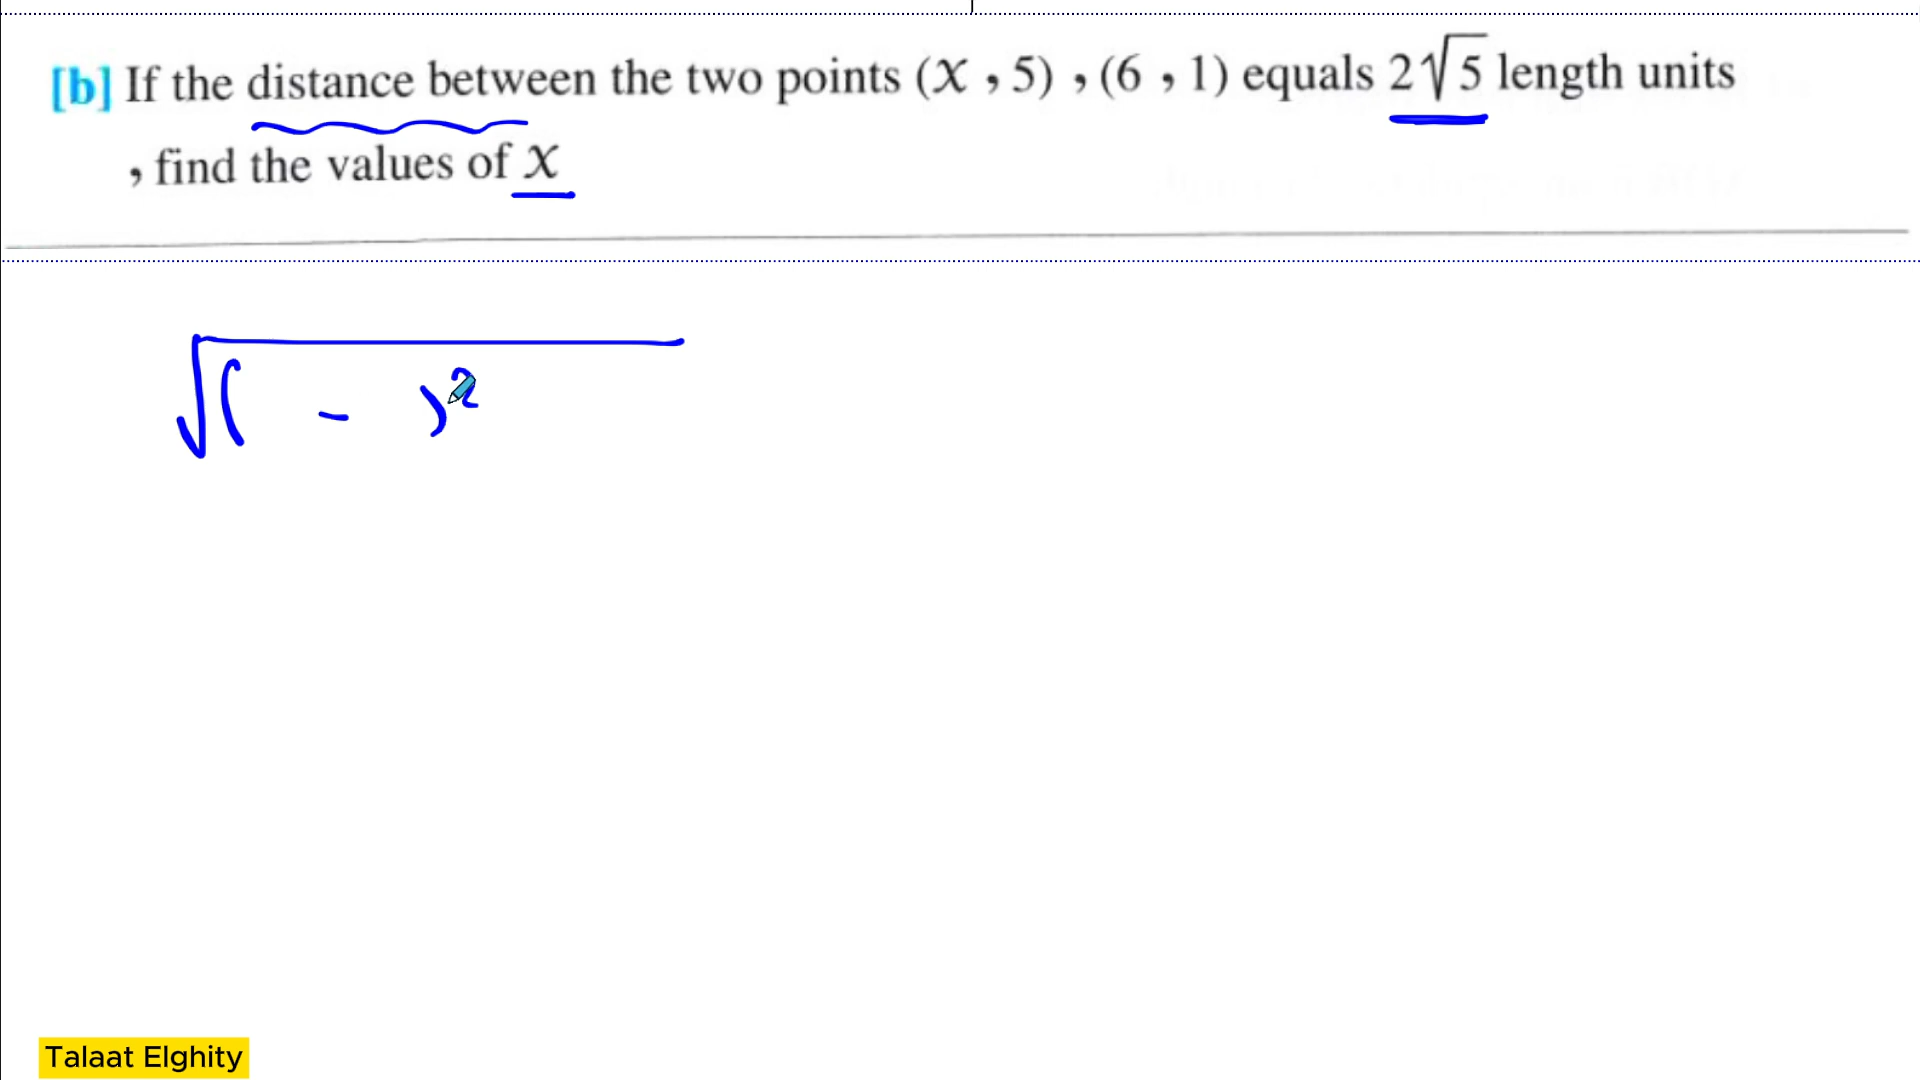 [b] If the distance between the two points (X , 5) , (6 , 1) equals 2√5 length units
, find the values of X
√( - )²
Talaat Elghity